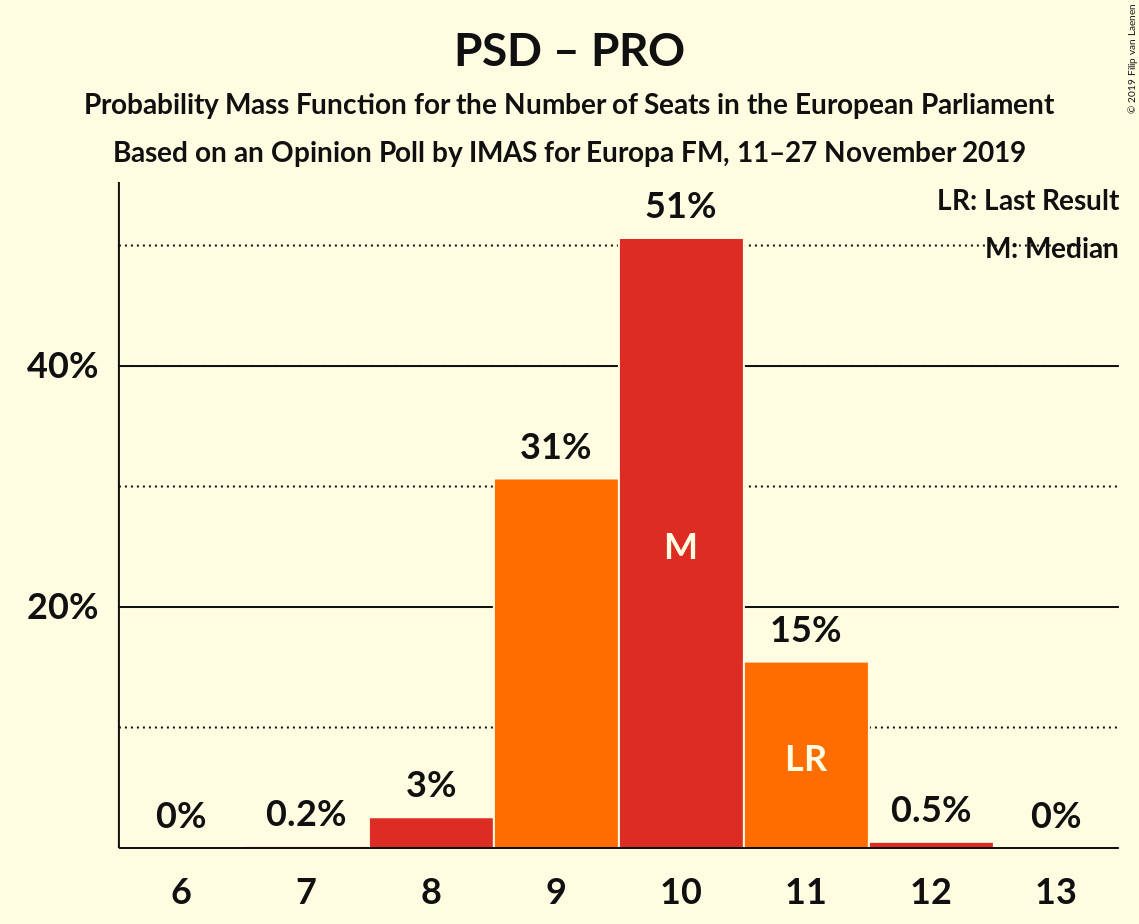 PSD – PRO
Probability Mass Function for the Number of Seats in the European Parliament
Based on an Opinion Poll by IMAS for Europa FM, 11–27 November 2019
© 2019 Filip van Laenen
LR: Last Result
M: Median
51%
40%
31%
M
20%
15%
LR
3%
0%
0.2%
0.5%
0%
6 7 8 9 10 11 12 13